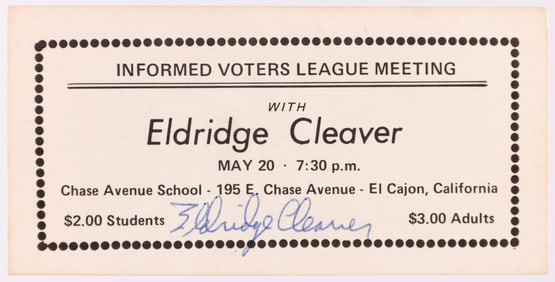 INFORMED VOTERS LEAGUE MEETING
WITH
Eldridge Cleaver
MAY 20 · 7:30 p.m.
Chase Avenue School - 195 E. Chase Avenue - El Cajon, California
$2.00 Students Eldridge Cleaver $3.00 Adults